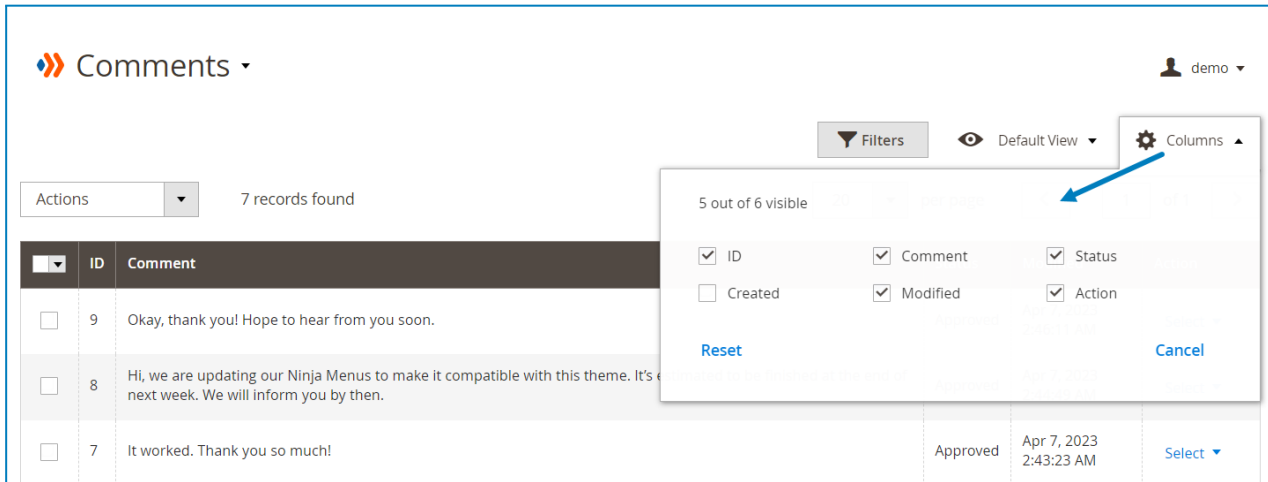 Comments
demo
Filters
Default View
Columns
Actions
7 records found
5 out of 6 visible
ID Comment Status
Created Modified Action
Reset Cancel
ID Comment
9 Okay, thank you! Hope to hear from you soon.
8 Hi, we are updating our Ninja Menus to make it compatible with this theme. It’s
next week. We will inform you by then.
7 It worked. Thank you so much! Approved Apr 7, 2023
2:43:23 AM Select